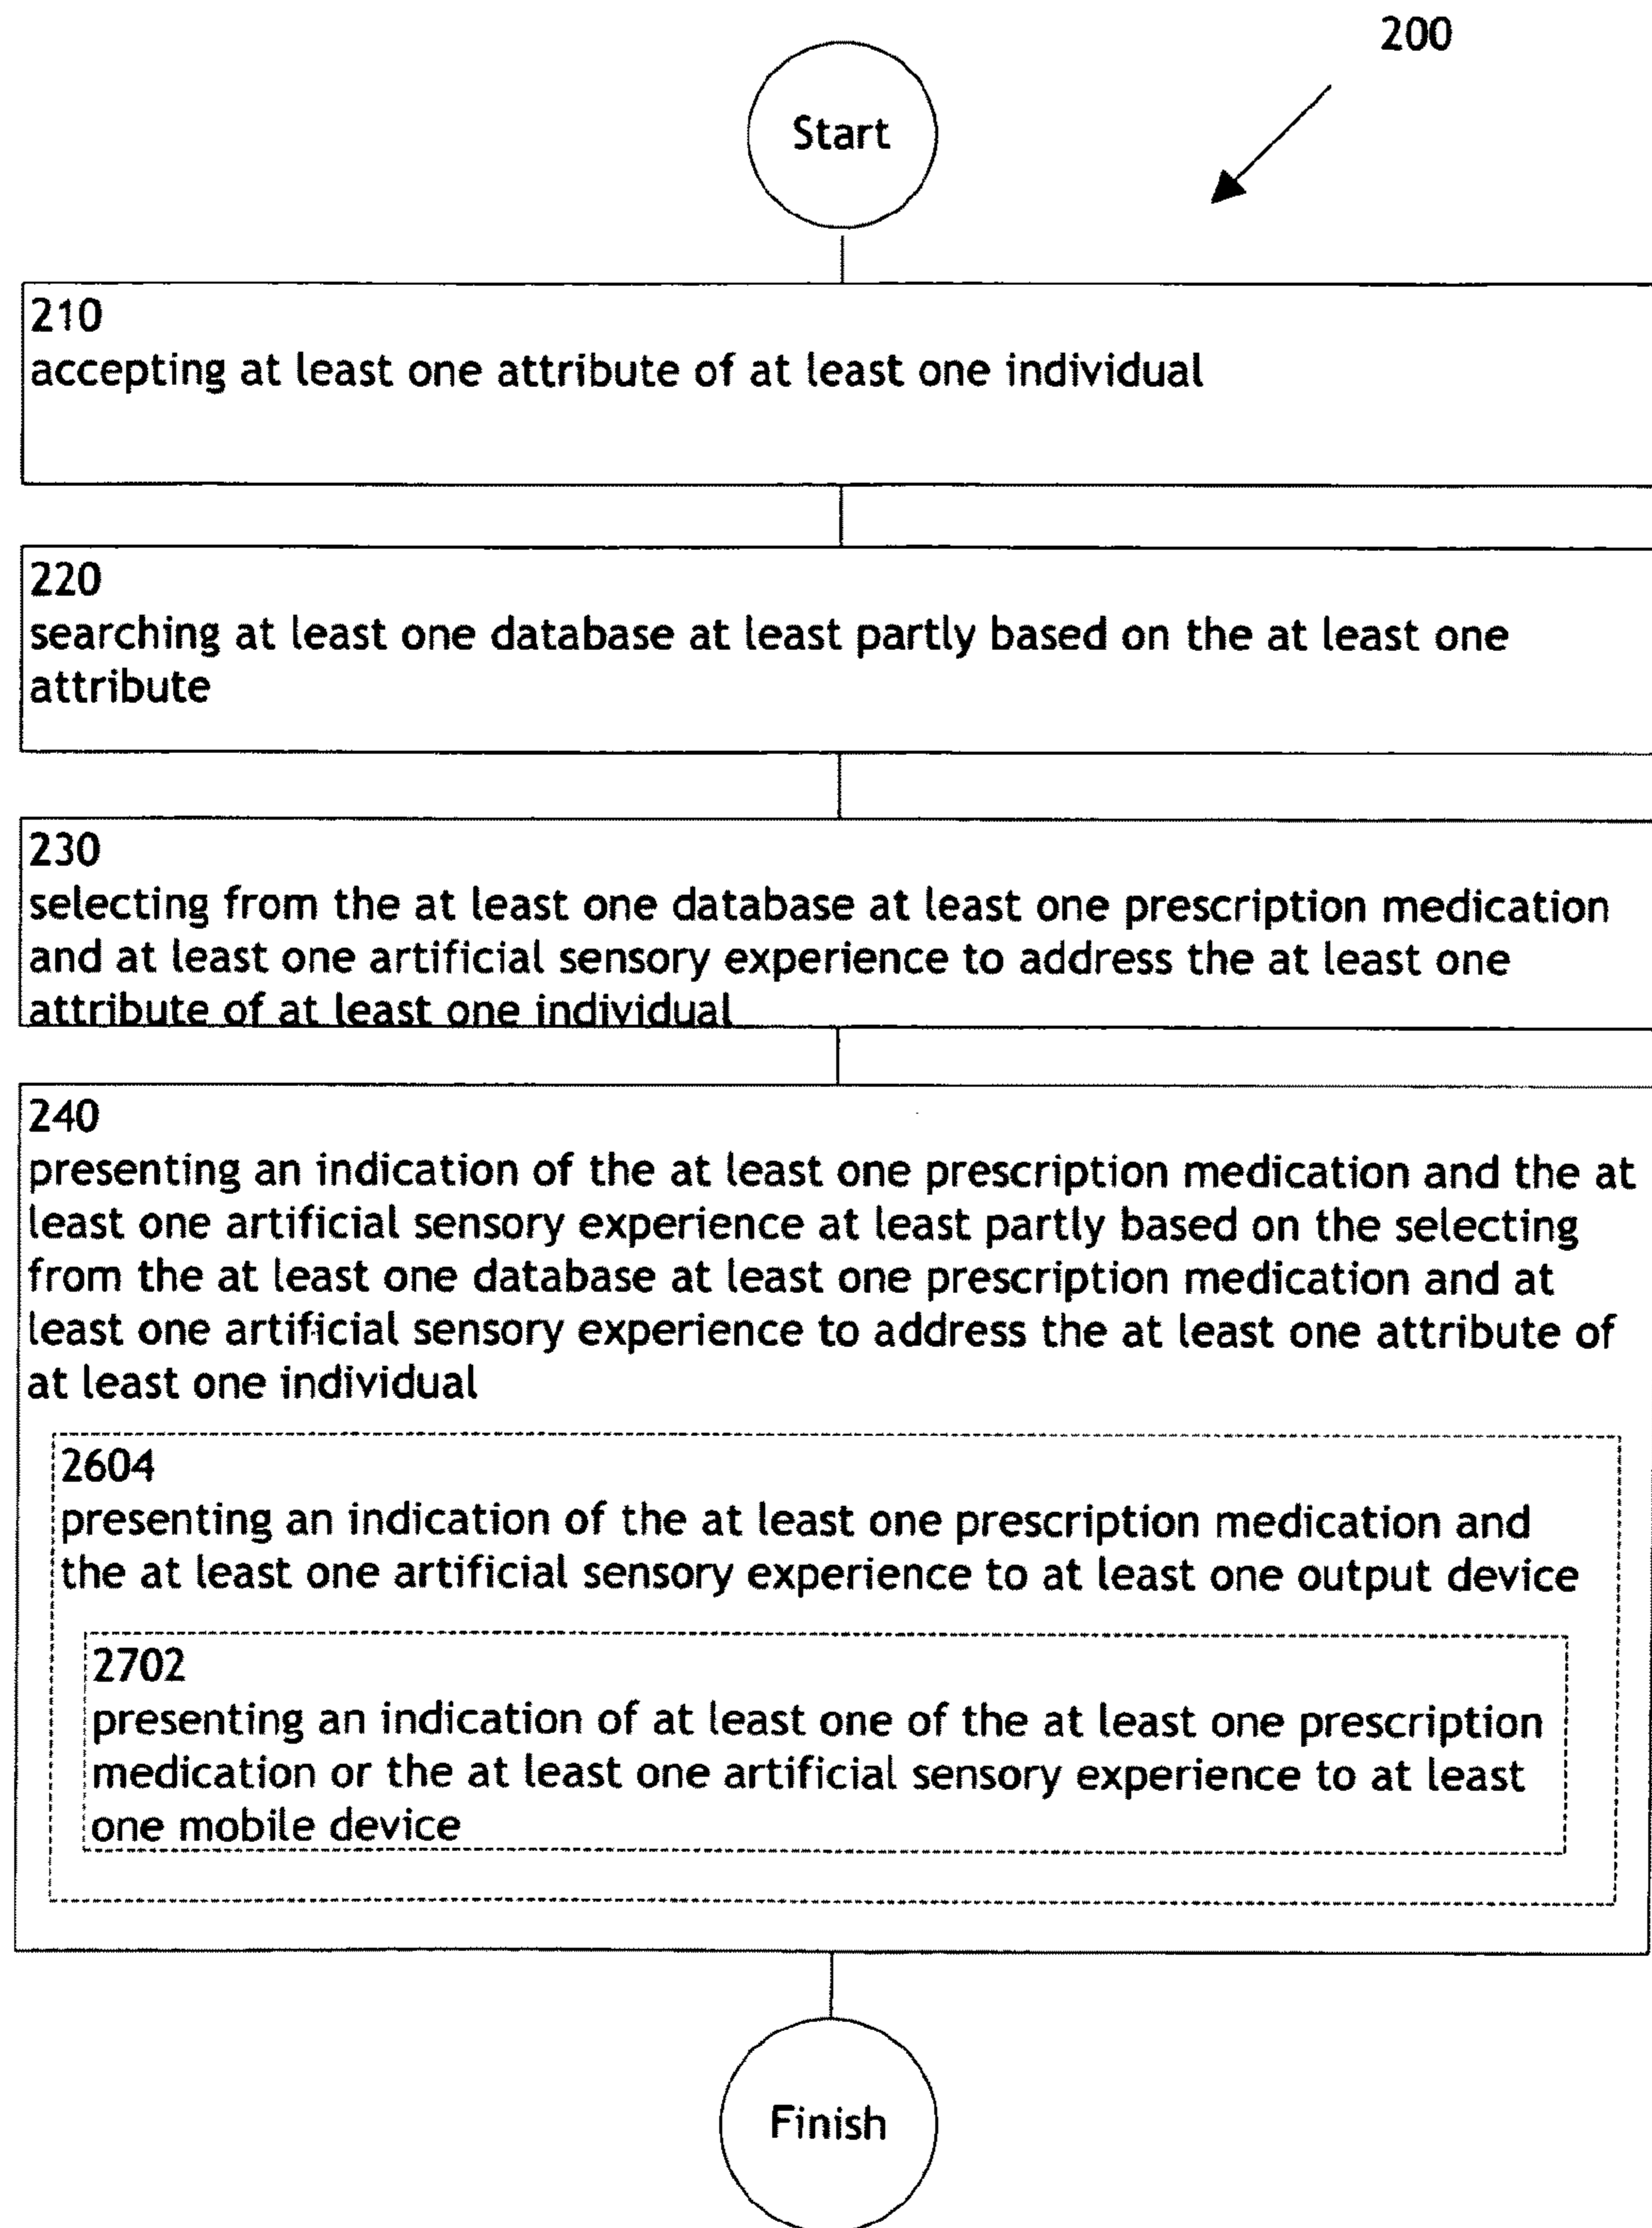 200
Start
210
accepting at least one attribute of at least one individual
220
searching at least one database at least partly based on the at least one
attribute
230
selecting from the at least one database at least one prescription medication
and at least one artificial sensory experience to address the at least one
attribute of at least one individual
240
presenting an indication of the at least one prescription medication and the at
least one artificial sensory experience at least partly based on the selecting
from the at least one database at least one prescription medication and at
least one artificial sensory experience to address the at least one attribute of
at least one individual
2604
presenting an indication of the at least one prescription medication and
the at least one artificial sensory experience to at least one output device
2702
presenting an indication of at least one of the at least one prescription
medication or the at least one artificial sensory experience to at least
one mobile device
Finish